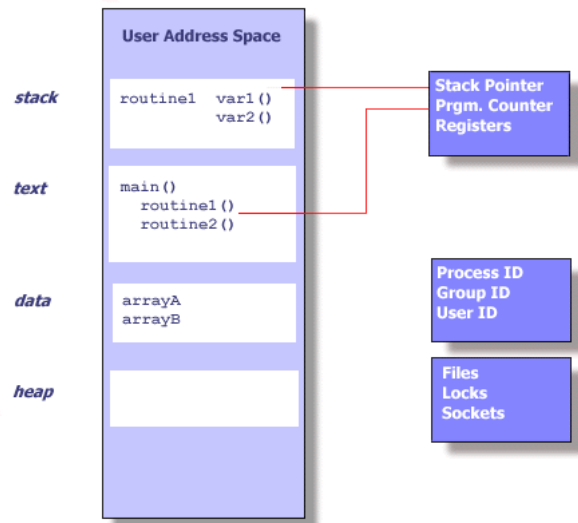 User Address Space
stack
routine1 var1()
var2()
text
main()
routine1()
routine2()
data
arrayA
arrayB
heap
Stack Pointer
Prgm. Counter
Registers
Process ID
Group ID
User ID
Files
Locks
Sockets